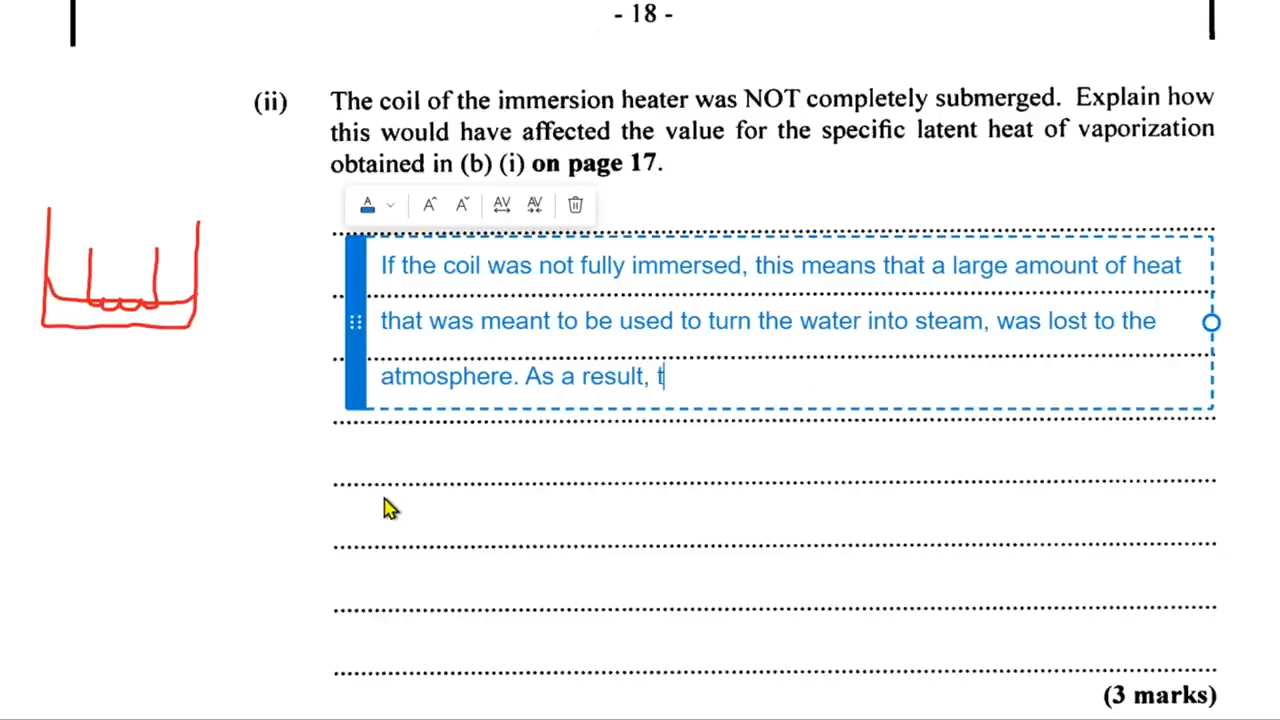 - 18 -
(ii) The coil of the immersion heater was NOT completely submerged. Explain how
this would have affected the value for the specific latent heat of vaporization
obtained in (b) (i) on page 17.
A A^ Aˇ AV AV
If the coil was not fully immersed, this means that a large amount of heat
that was meant to be used to turn the water into steam, was lost to the
atmosphere. As a result, t
(3 marks)